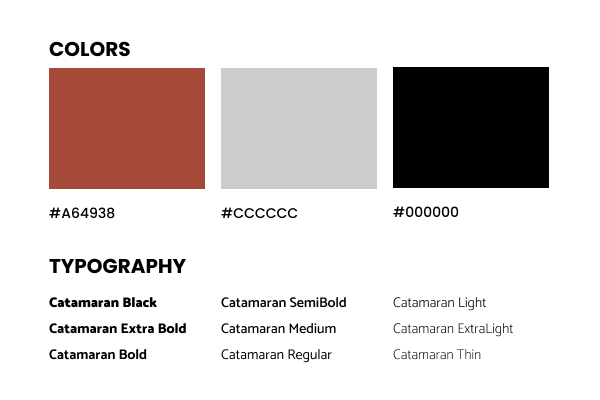 COLORS
#A64938
#CCCCCC
#000000
TYPOGRAPHY
Catamaran Black
Catamaran Extra Bold
Catamaran Bold
Catamaran SemiBold
Catamaran Medium
Catamaran Regular
Catamaran Light
Catamaran ExtraLight
Catamaran Thin